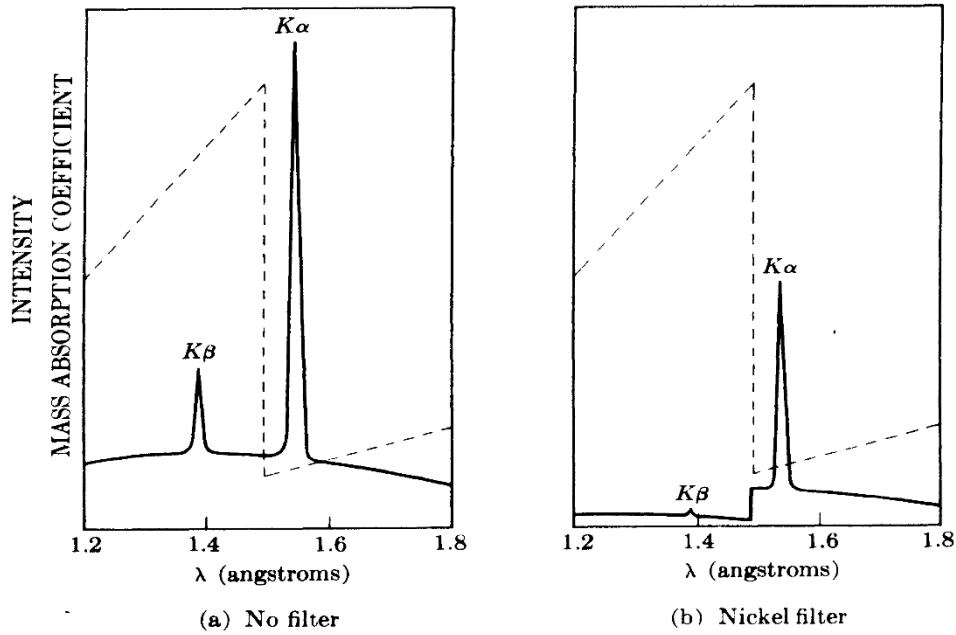 INTENSITY
MASS ABSORPTION COEFFICIENT
Kα
Kβ
1.2 1.4 1.6 1.8
λ (angstroms)
(a) No filter
Kα
Kβ
1.2 1.4 1.6 1.8
λ (angstroms)
(b) Nickel filter